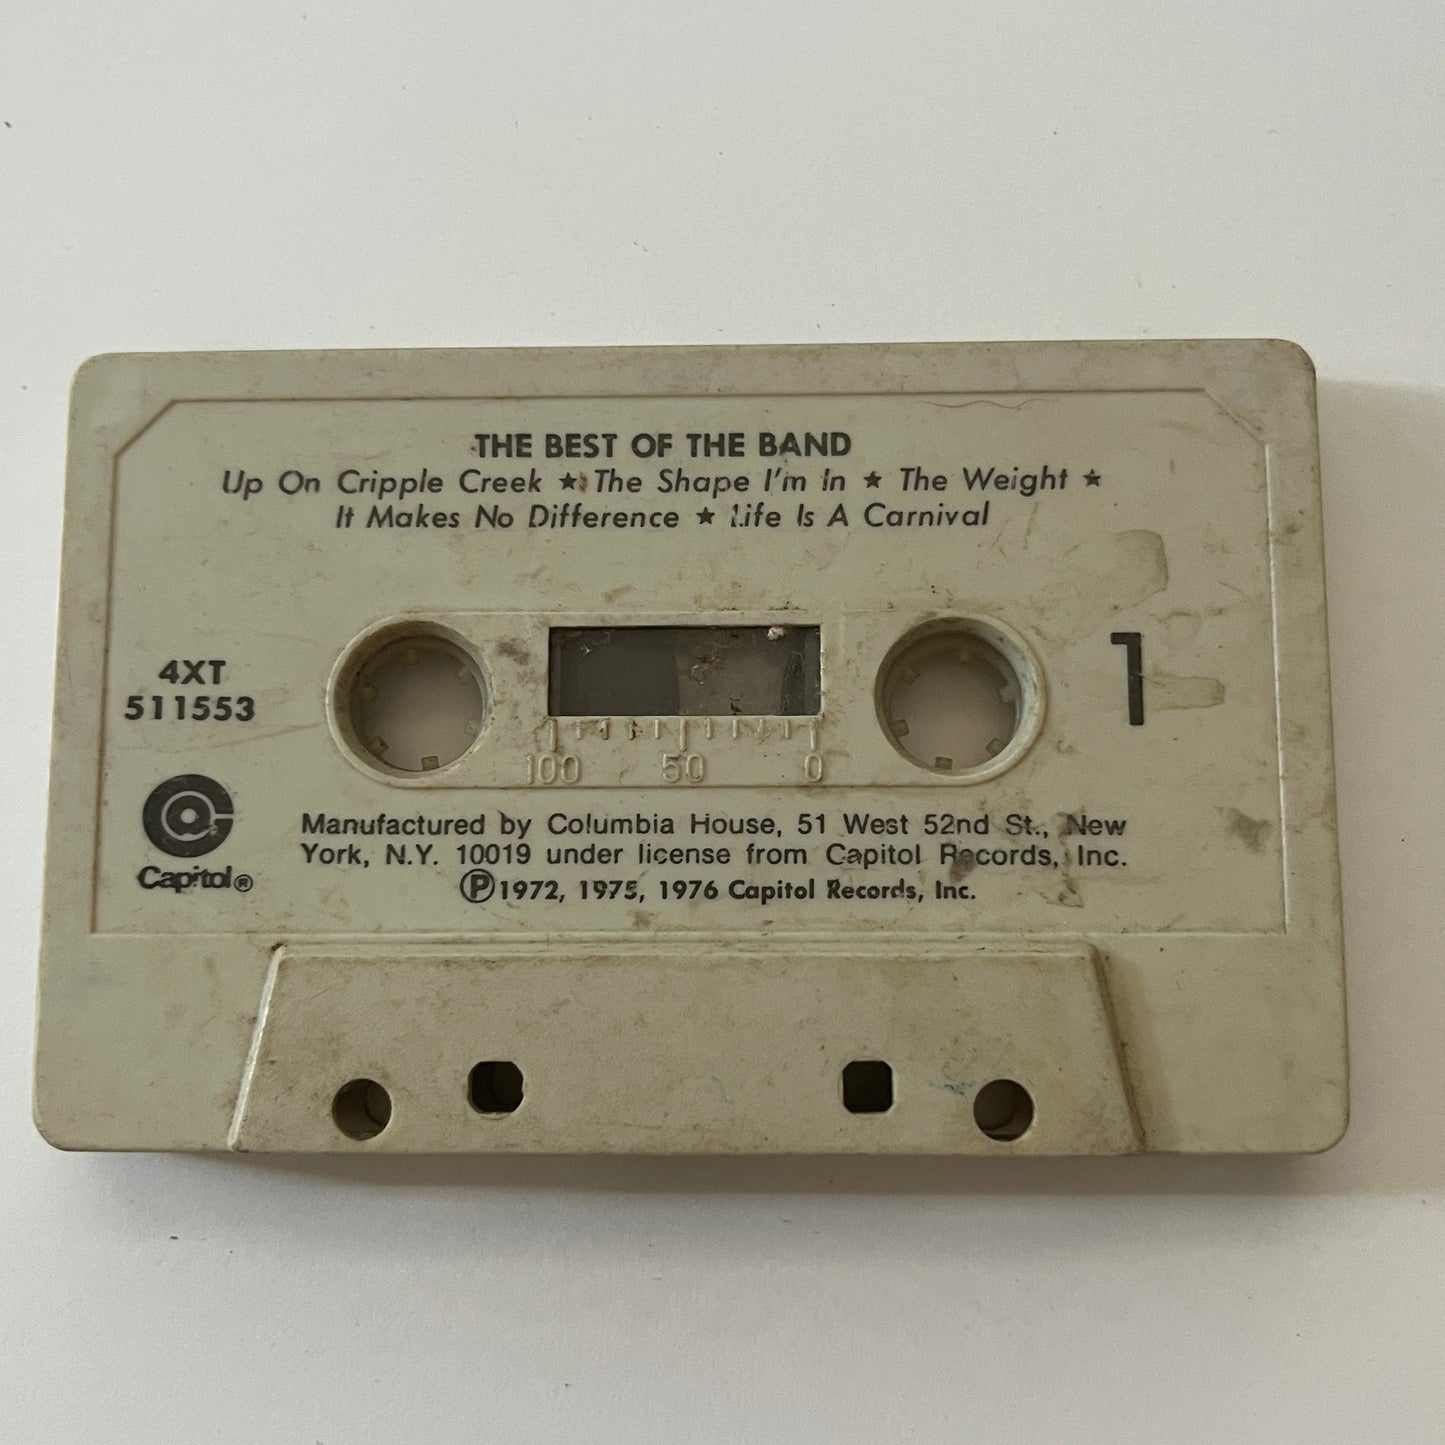 THE BEST OF THE BAND
Up On Cripple Creek ★ The Shape I'm In ★ The Weight ★
It Makes No Difference ★ Life Is A Carnival
4XT
511553
1
100 50 0
Capitol®
Manufactured by Columbia House, 51 West 52nd St., New
York, N.Y. 10019 under license from Capitol Records, Inc.
Ⓟ1972, 1975, 1976 Capitol Records, Inc.